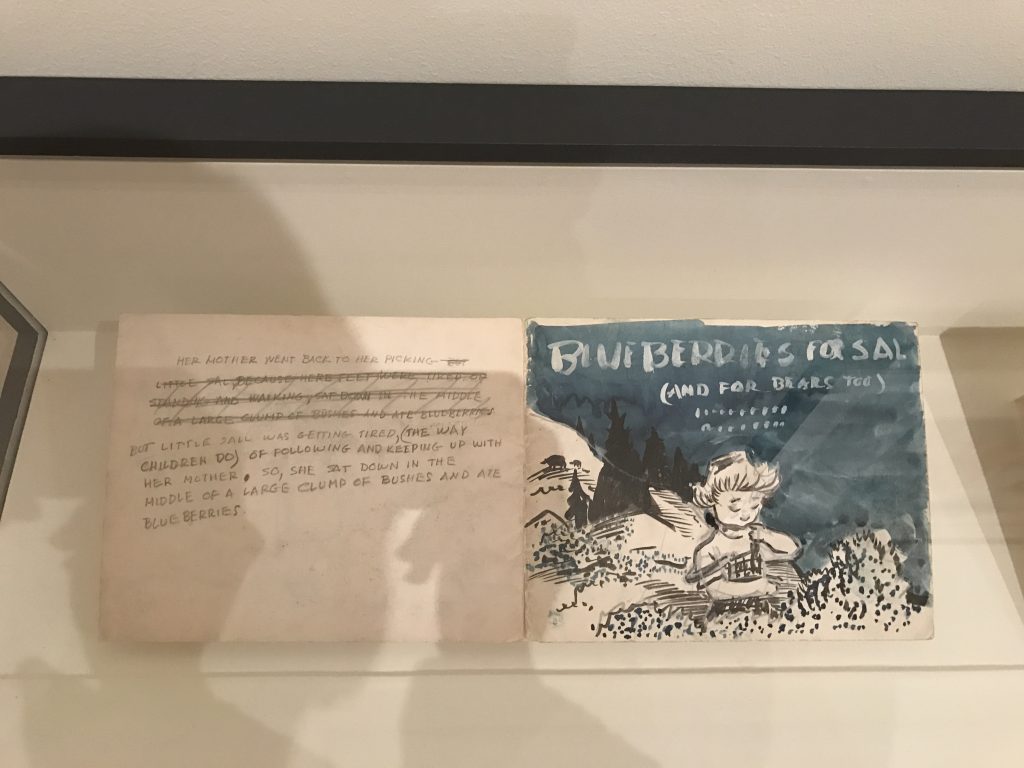 HER MOTHER WENT BACK TO HER PICKING BUT
LITTLE SAL, BECAUSE HERE FEET WERE TIRED OF
STANDING AND WALKING, SAT DOWN IN THE MIDDLE
OF A LARGE CLUMP OF BUSHES AND ATE BLUEBERRIES
BUT LITTLE SALL WAS GETTING TIRED, (THE WAY
CHILDREN DO) OF FOLLOWING AND KEEPING UP WITH
HER MOTHER. SO, SHE SAT DOWN IN THE
MIDDLE OF A LARGE CLUMP OF BUSHES AND ATE
BLUEBERRIES.
BLUEBERRIES FOR SAL
(AND FOR BEARS TOO)